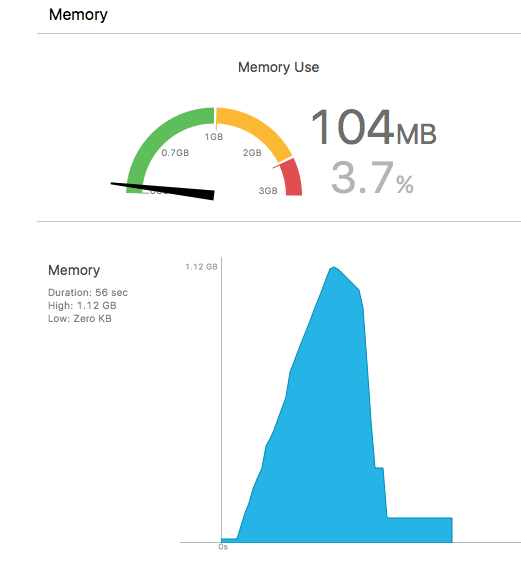 Memory
Memory Use
104MB
3.7%
1GB
0.7GB
2GB
3GB
Memory
Duration: 56 sec
High: 1.12 GB
Low: Zero KB
1.12 GB
0s